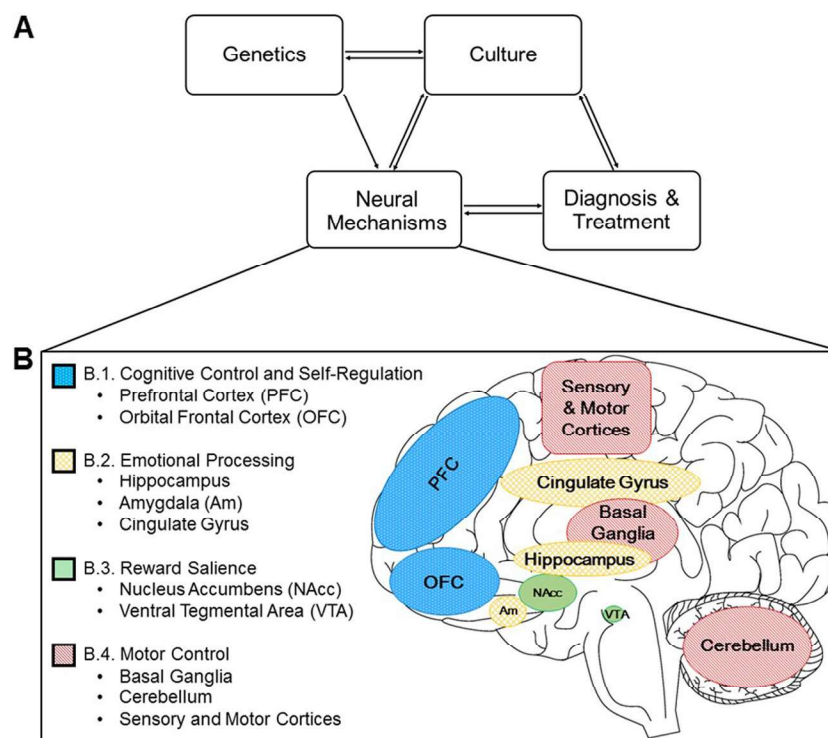 A
Genetics
Culture
Neural
Mechanisms
Diagnosis &
Treatment
B
B.1. Cognitive Control and Self-Regulation
• Prefrontal Cortex (PFC)
• Orbital Frontal Cortex (OFC)
B.2. Emotional Processing
• Hippocampus
• Amygdala (Am)
• Cingulate Gyrus
B.3. Reward Salience
• Nucleus Accumbens (NAcc)
• Ventral Tegmental Area (VTA)
B.4. Motor Control
• Basal Ganglia
• Cerebellum
• Sensory and Motor Cortices
Sensory
& Motor
Cortices
PFC
Cingulate Gyrus
Basal
Ganglia
Hippocampus
OFC
NAcc
Am
VTA
Cerebellum